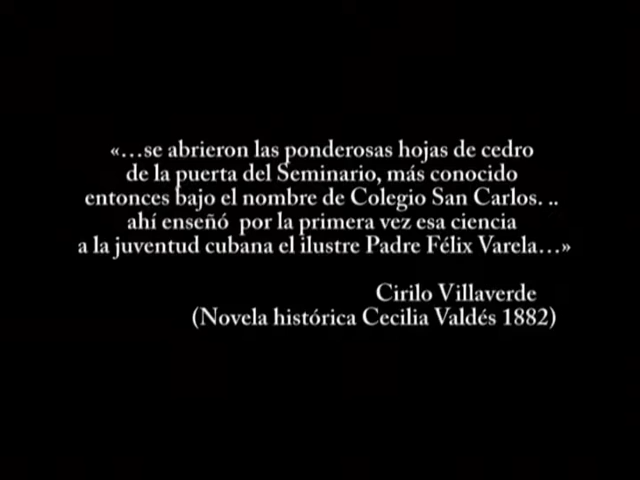 «…se abrieron las ponderosas hojas de cedro
de la puerta del Seminario, más conocido
entonces bajo el nombre de Colegio San Carlos. ..
ahí enseñó por la primera vez esa ciencia
a la juventud cubana el ilustre Padre Félix Varela…»
Cirilo Villaverde
(Novela histórica Cecilia Valdés 1882)